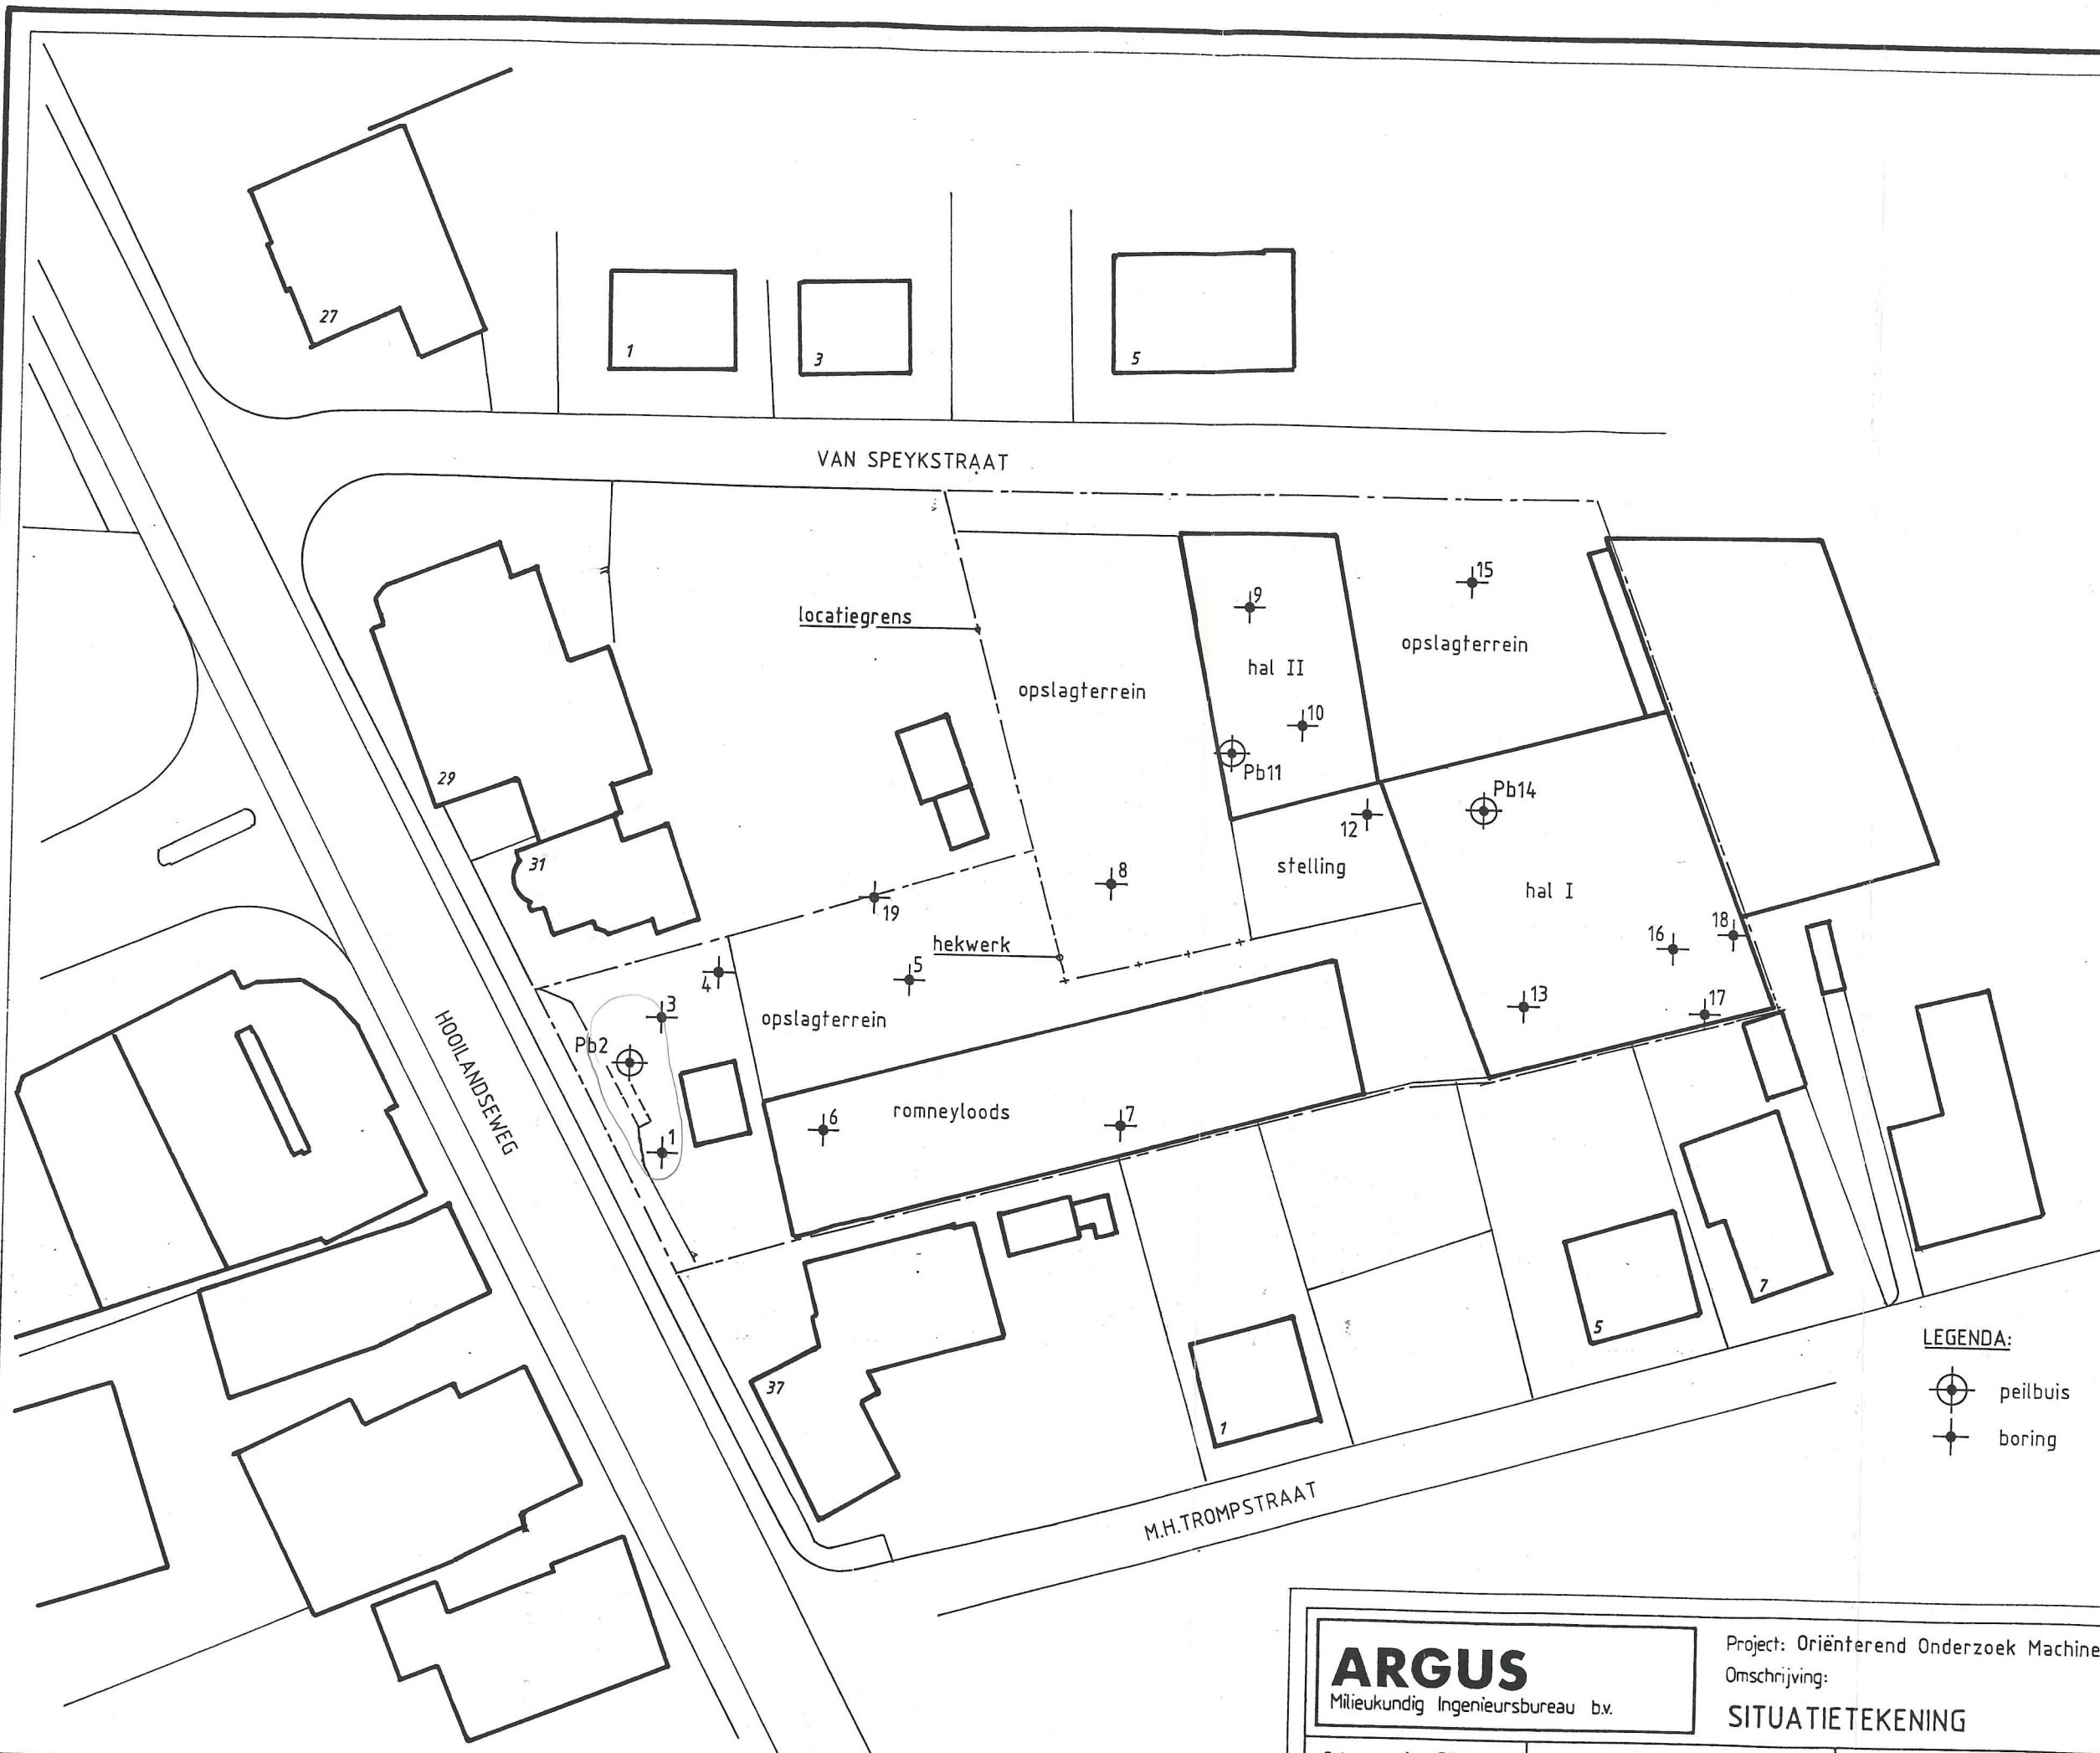 27
1
3
5
VAN SPEYKSTRAAT
15
9
locatiegrens
opslagterrein
hal II
opslagterrein
10
29
Pb11
Pb14
12
31
8
stelling
hal I
19
18
hekwerk
16
4
5
3
13
17
opslagterrein
HOOILANDSEWEG
Pb2
6
romneyloods
7
1
7
5
LEGENDA:
37
peilbuis
1
boring
M.H.TROMPSTRAAT
ARGUS
Milieukundig Ingenieursbureau b.v.
Project: Oriënterend Onderzoek Machine
Omschrijving:
SITUATIETEKENING